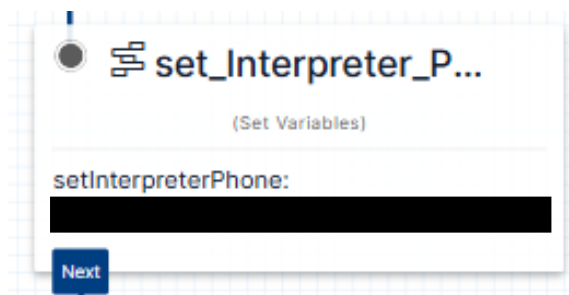 set_Interpreter_P...
(Set Variables)
setInterpreterPhone:
Next